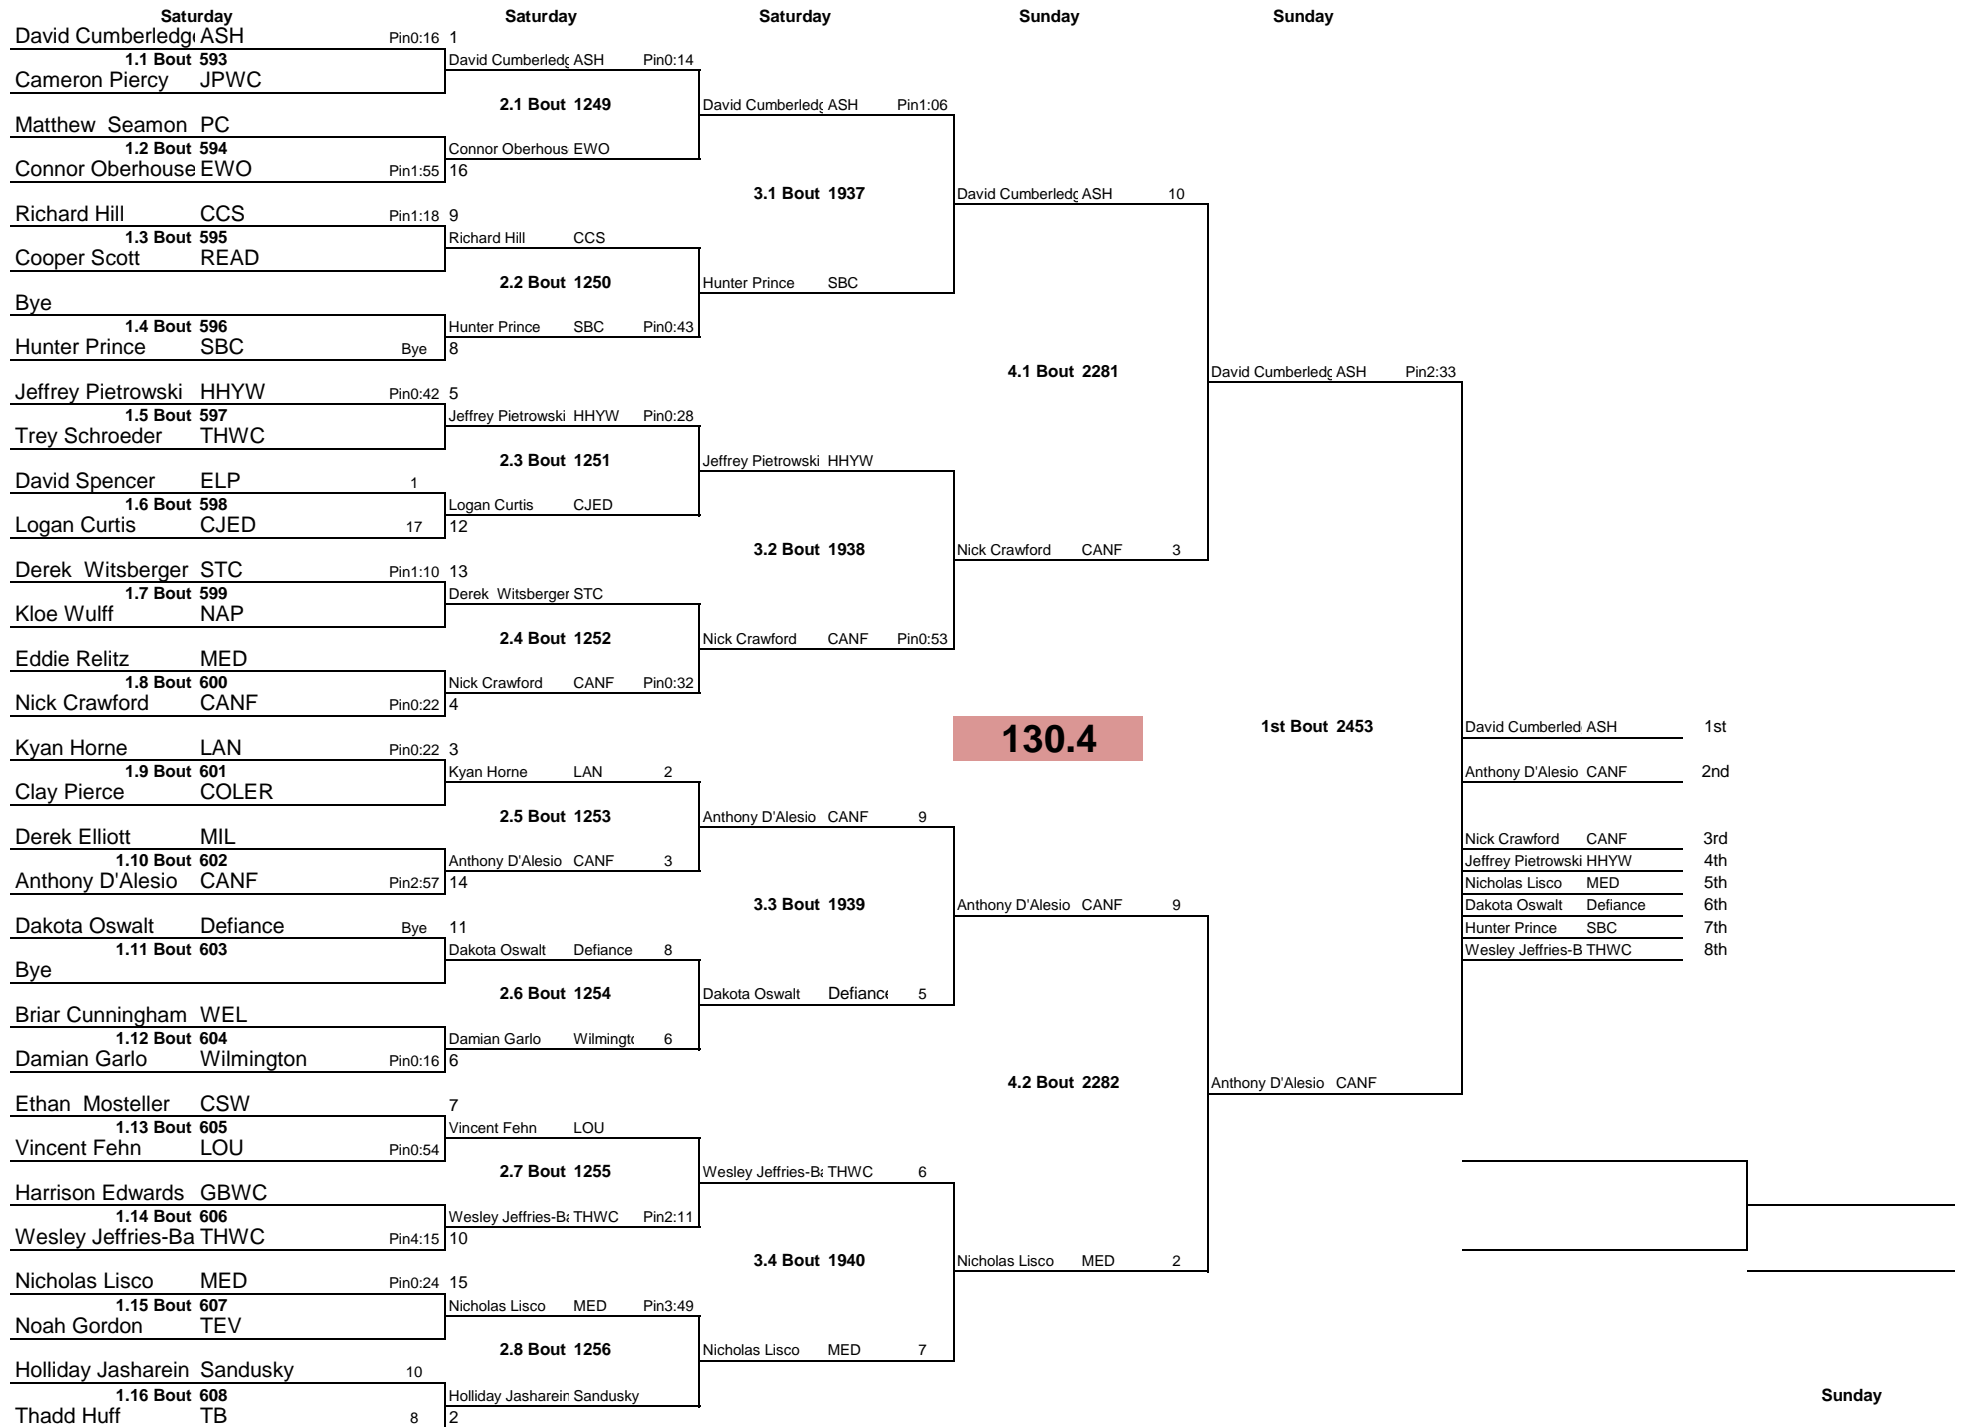 Saturday Saturday Saturday Sunday Sunday
David Cumberledg ASH Pin0:16 1
1.1 Bout 593
David Cumberledg ASH Pin0:14
Cameron Piercy JPWC
2.1 Bout 1249
David Cumberledg ASH Pin1:06
Matthew Seamon PC
1.2 Bout 594
Connor Oberhous EWO
Connor Oberhouse EWO Pin1:55 16
3.1 Bout 1937
David Cumberledg ASH 10
Richard Hill CCS Pin1:18 9
1.3 Bout 595
Richard Hill CCS
Cooper Scott READ
2.2 Bout 1250
Hunter Prince SBC
Bye
1.4 Bout 596
Hunter Prince SBC Pin0:43
Hunter Prince SBC Bye 8
4.1 Bout 2281
David Cumberledg ASH Pin2:33
Jeffrey Pietrowski HHYW Pin0:42 5
1.5 Bout 597
Jeffrey Pietrowski HHYW Pin0:28
Trey Schroeder THWC
2.3 Bout 1251
Jeffrey Pietrowski HHYW
David Spencer ELP 1
1.6 Bout 598
Logan Curtis CJED
Logan Curtis CJED 17 12
3.2 Bout 1938
Nick Crawford CANF 3
Derek Witsberger STC Pin1:10 13
1.7 Bout 599
Derek Witsberger STC
Kloe Wulff NAP
2.4 Bout 1252
Nick Crawford CANF Pin0:53
Eddie Relitz MED
1.8 Bout 600
Nick Crawford CANF Pin0:32
Nick Crawford CANF Pin0:22 4
130.4
1st Bout 2453
David Cumberled ASH 1st
Kyan Horne LAN Pin0:22 3
1.9 Bout 601
Kyan Horne LAN 2
Anthony D'Alesio CANF 2nd
Clay Pierce COLER
2.5 Bout 1253
Anthony D'Alesio CANF 9
Derek Elliott MIL
Nick Crawford CANF 3rd
1.10 Bout 602
Anthony D'Alesio CANF 3
Jeffrey Pietrowski HHYW 4th
Anthony D'Alesio CANF Pin2:57 14
Nicholas Lisco MED 5th
3.3 Bout 1939
Anthony D'Alesio CANF 9
Dakota Oswalt Defiance 6th
Dakota Oswalt Defiance Bye 11
Hunter Prince SBC 7th
1.11 Bout 603
Dakota Oswalt Defiance 8
Wesley Jeffries-B THWC 8th
Bye
2.6 Bout 1254
Dakota Oswalt Defiance 5
Briar Cunningham WEL
1.12 Bout 604
Damian Garlo Wilmingt 6
Damian Garlo Wilmington Pin0:16 6
4.2 Bout 2282
Anthony D'Alesio CANF
Ethan Mosteller CSW 7
1.13 Bout 605
Vincent Fehn LOU
Vincent Fehn LOU Pin0:54
2.7 Bout 1255
Wesley Jeffries-Ba THWC 6
Harrison Edwards GBWC
1.14 Bout 606
Wesley Jeffries-Ba THWC Pin2:11
Wesley Jeffries-Ba THWC Pin4:15 10
3.4 Bout 1940
Nicholas Lisco MED 2
Nicholas Lisco MED Pin0:24 15
1.15 Bout 607
Nicholas Lisco MED Pin3:49
Noah Gordon TEV
2.8 Bout 1256
Nicholas Lisco MED 7
Holliday Jasharein Sandusky 10
1.16 Bout 608
Holliday Jasharein Sandusky
Sunday
Thadd Huff TB 8 2